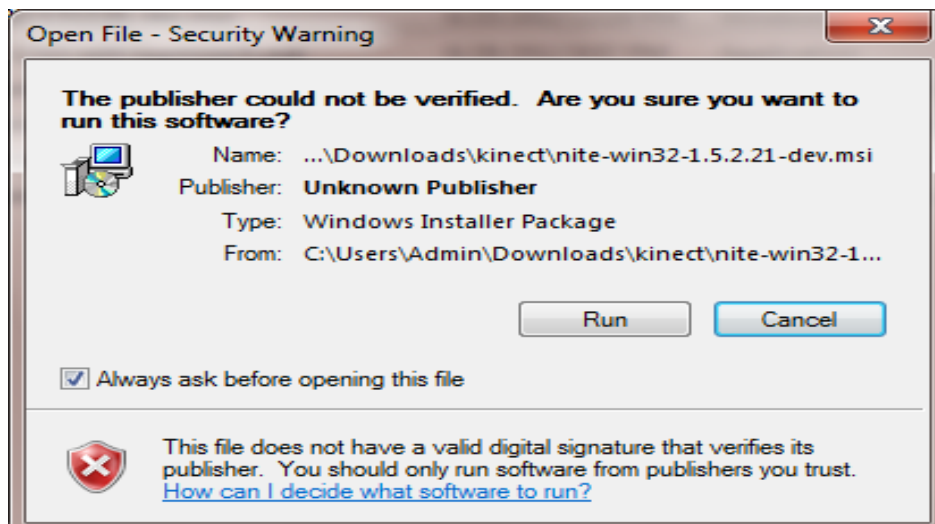 Open File - Security Warning
The publisher could not be verified.  Are you sure you want to
run this software?
Name: ...\Downloads\kinect\nite-win32-1.5.2.21-dev.msi
Publisher: Unknown Publisher
Type: Windows Installer Package
From: C:\Users\Admin\Downloads\kinect\nite-win32-1...
Run Cancel
Always ask before opening this file
This file does not have a valid digital signature that verifies its
publisher.  You should only run software from publishers you trust.
How can I decide what software to run?